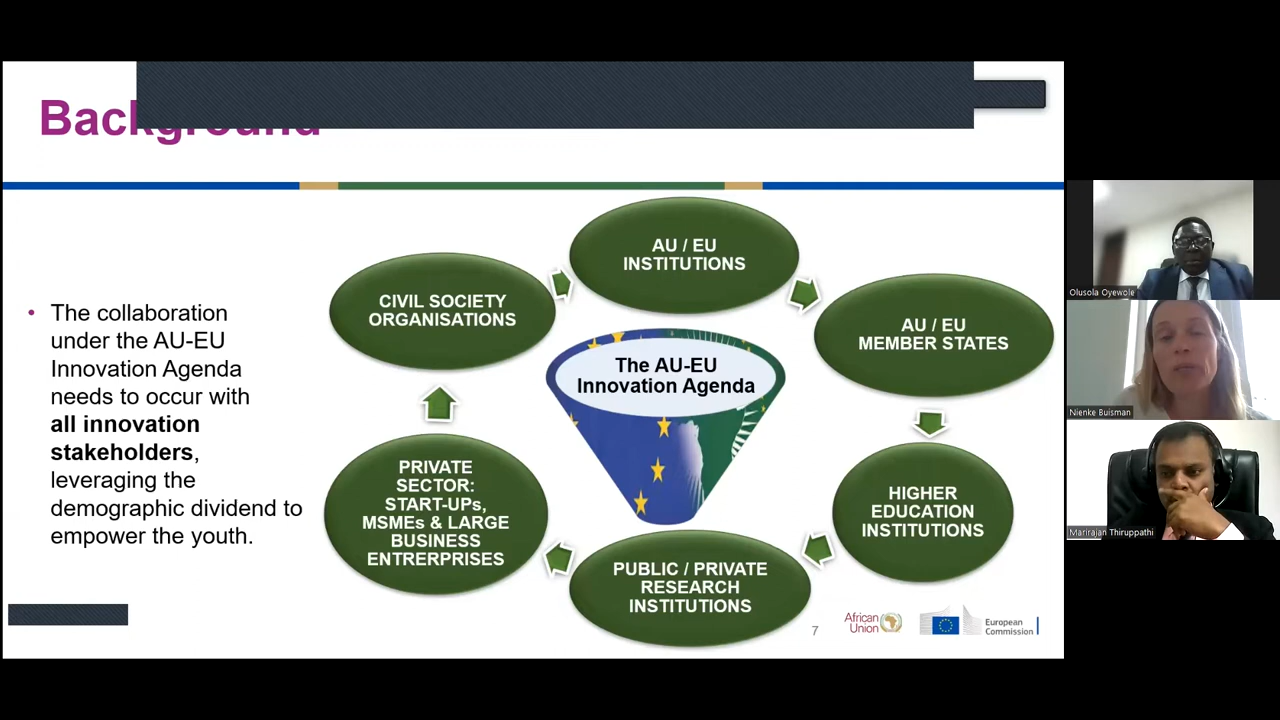 Background
• The collaboration
under the AU-EU
Innovation Agenda
needs to occur with
all innovation
stakeholders,
leveraging the
demographic dividend to
empower the youth.
AU / EU
INSTITUTIONS
CIVIL SOCIETY
ORGANISATIONS
AU / EU
MEMBER STATES
The AU-EU
Innovation Agenda
PRIVATE
SECTOR:
START-UPs,
MSMEs & LARGE
BUSINESS
ENTRERPRISES
HIGHER
EDUCATION
INSTITUTIONS
PUBLIC / PRIVATE
RESEARCH
INSTITUTIONS
7
African
Union
European
Commission
Olusola Oyewole
Nienke Buisman
Marirajan Thiruppathi